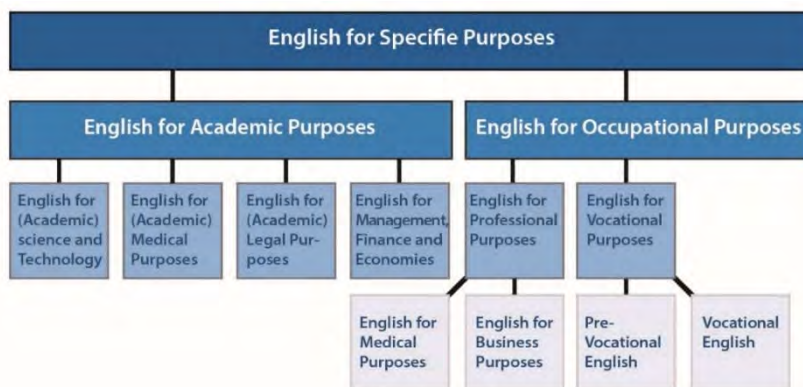 English for Specific Purposes
English for Academic Purposes
English for Occupational Purposes
English for
(Academic)
science and
Technology
English for
(Academic)
Medical
Purposes
English for
(Academic)
Legal Pur-
poses
English for
Management,
Finance and
Economies
English for
Professional
Purposes
English for
Vocational
Purposes
English for
Medical
Purposes
English for
Business
Purposes
Pre-
Vocational
English
Vocational
English